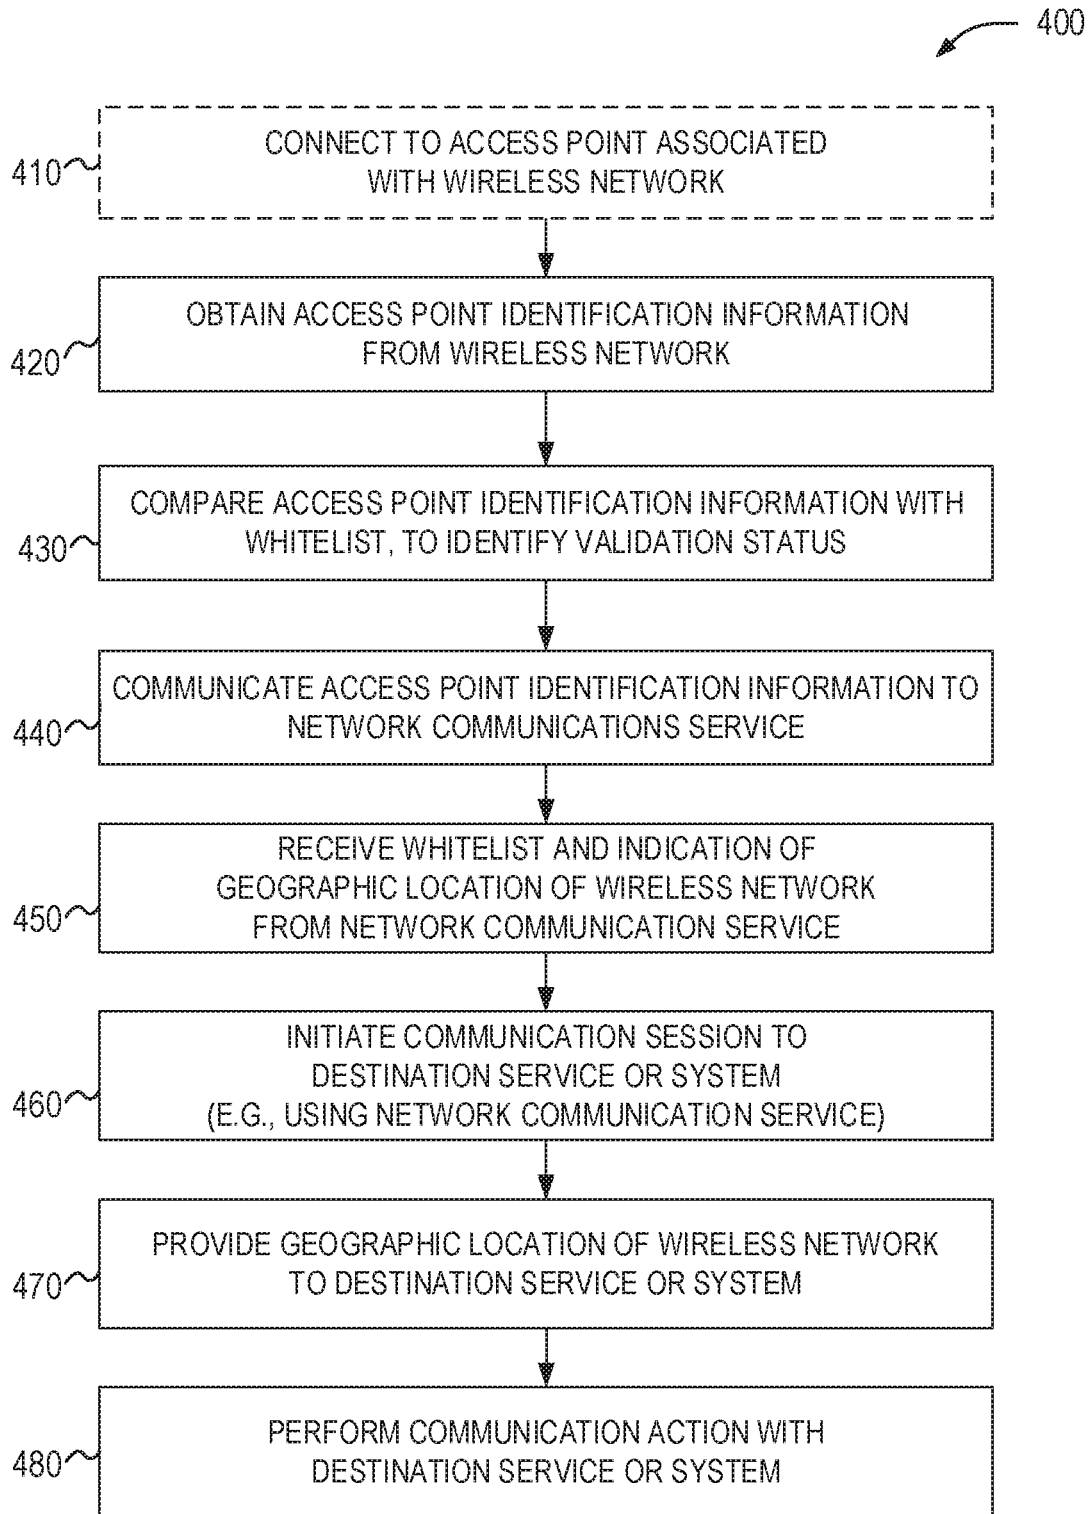 400
410
CONNECT TO ACCESS POINT ASSOCIATED
WITH WIRELESS NETWORK
420
OBTAIN ACCESS POINT IDENTIFICATION INFORMATION
FROM WIRELESS NETWORK
430
COMPARE ACCESS POINT IDENTIFICATION INFORMATION WITH
WHITELIST, TO IDENTIFY VALIDATION STATUS
440
COMMUNICATE ACCESS POINT IDENTIFICATION INFORMATION TO
NETWORK COMMUNICATIONS SERVICE
450
RECEIVE WHITELIST AND INDICATION OF
GEOGRAPHIC LOCATION OF WIRELESS NETWORK
FROM NETWORK COMMUNICATION SERVICE
460
INITIATE COMMUNICATION SESSION TO
DESTINATION SERVICE OR SYSTEM
(E.G., USING NETWORK COMMUNICATION SERVICE)
470
PROVIDE GEOGRAPHIC LOCATION OF WIRELESS NETWORK
TO DESTINATION SERVICE OR SYSTEM
480
PERFORM COMMUNICATION ACTION WITH
DESTINATION SERVICE OR SYSTEM